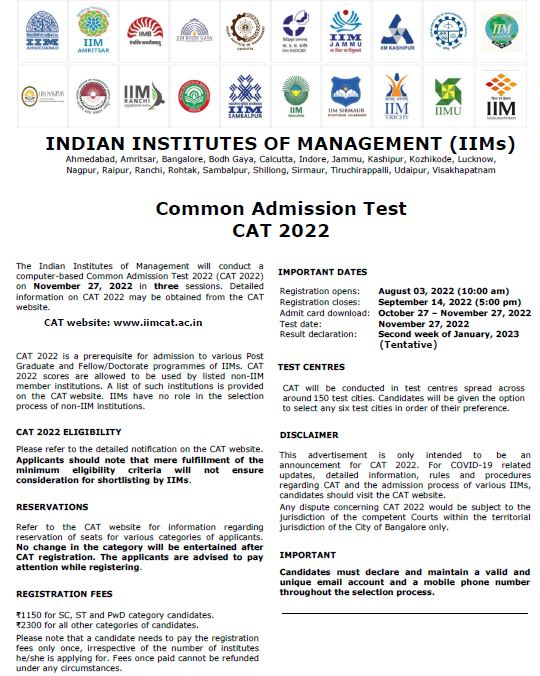 IIM
AMRITSAR
IIMB
IIM BODH GAYA
IIM
JAMMU
IIM KASHIPUR
IIM NAGPUR
IIM
RANCHI
IIM
SAMBALPUR
IIM
IIM SIRMAUR
IIM
TRICHY
IIMU
IIM
VISAKHAPATNAM
INDIAN INSTITUTES OF MANAGEMENT (IIMs)
Ahmedabad, Amritsar, Bangalore, Bodh Gaya, Calcutta, Indore, Jammu, Kashipur, Kozhikode, Lucknow,
Nagpur, Raipur, Ranchi, Rohtak, Sambalpur, Shillong, Sirmaur, Tiruchirappalli, Udaipur, Visakhapatnam
Common Admission Test
CAT 2022
The Indian Institutes of Management will conduct a
computer-based Common Admission Test 2022 (CAT 2022)
on November 27, 2022 in three sessions. Detailed
information on CAT 2022 may be obtained from the CAT
website.
CAT website: www.iimcat.ac.in
CAT 2022 is a prerequisite for admission to various Post
Graduate and Fellow/Doctorate programmes of IIMs. CAT
2022 scores are allowed to be used by listed non-IIM
member institutions. A list of such institutions is provided
on the CAT website. IIMs have no role in the selection
process of non-IIM institutions.
CAT 2022 ELIGIBILITY
Please refer to the detailed notification on the CAT website.
Applicants should note that mere fulfillment of the
minimum eligibility criteria will not ensure
consideration for shortlisting by IIMs.
RESERVATIONS
Refer to the CAT website for information regarding
reservation of seats for various categories of applicants.
No change in the category will be entertained after
CAT registration. The applicants are advised to pay
attention while registering.
REGISTRATION FEES
₹1150 for SC, ST and PwD category candidates.
₹2300 for all other categories of candidates.
Please note that a candidate needs to pay the registration
fees only once, irrespective of the number of institutes
he/she is applying for. Fees once paid cannot be refunded
under any circumstances.
IMPORTANT DATES
Registration opens: August 03, 2022 (10:00 am)
Registration closes: September 14, 2022 (5:00 pm)
Admit card download: October 27 – November 27, 2022
Test date: November 27, 2022
Result declaration: Second week of January, 2023
(Tentative)
TEST CENTRES
CAT will be conducted in test centres spread across
around 150 test cities. Candidates will be given the option
to select any six test cities in order of their preference.
DISCLAIMER
This advertisement is only intended to be an
announcement for CAT 2022. For COVID-19 related
updates, detailed information, rules and procedures
regarding CAT and the admission process of various IIMs,
candidates should visit the CAT website.
Any dispute concerning CAT 2022 would be subject to the
jurisdiction of the competent Courts within the territorial
jurisdiction of the City of Bangalore only.
IMPORTANT
Candidates must declare and maintain a valid and
unique email account and a mobile phone number
throughout the selection process.